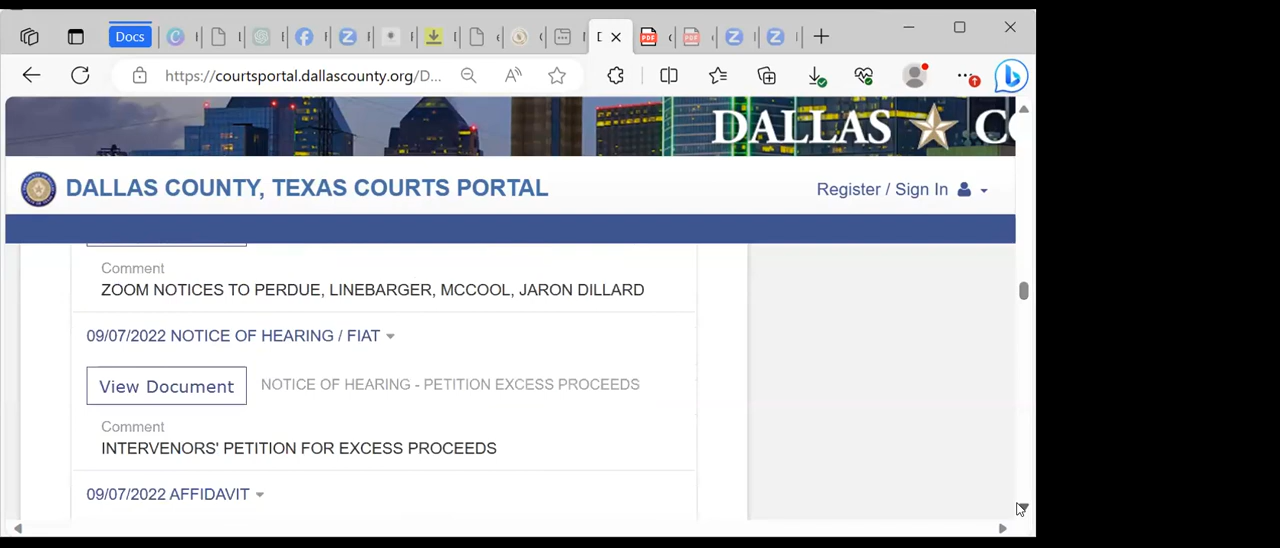 Docs
https://courtsportal.dallascounty.org/D...
DALLAS CO
DALLAS COUNTY, TEXAS COURTS PORTAL
Register / Sign In
Comment
ZOOM NOTICES TO PERDUE, LINEBARGER, MCCOOL, JARON DILLARD
09/07/2022 NOTICE OF HEARING / FIAT
View Document
NOTICE OF HEARING - PETITION EXCESS PROCEEDS
Comment
INTERVENORS' PETITION FOR EXCESS PROCEEDS
09/07/2022 AFFIDAVIT